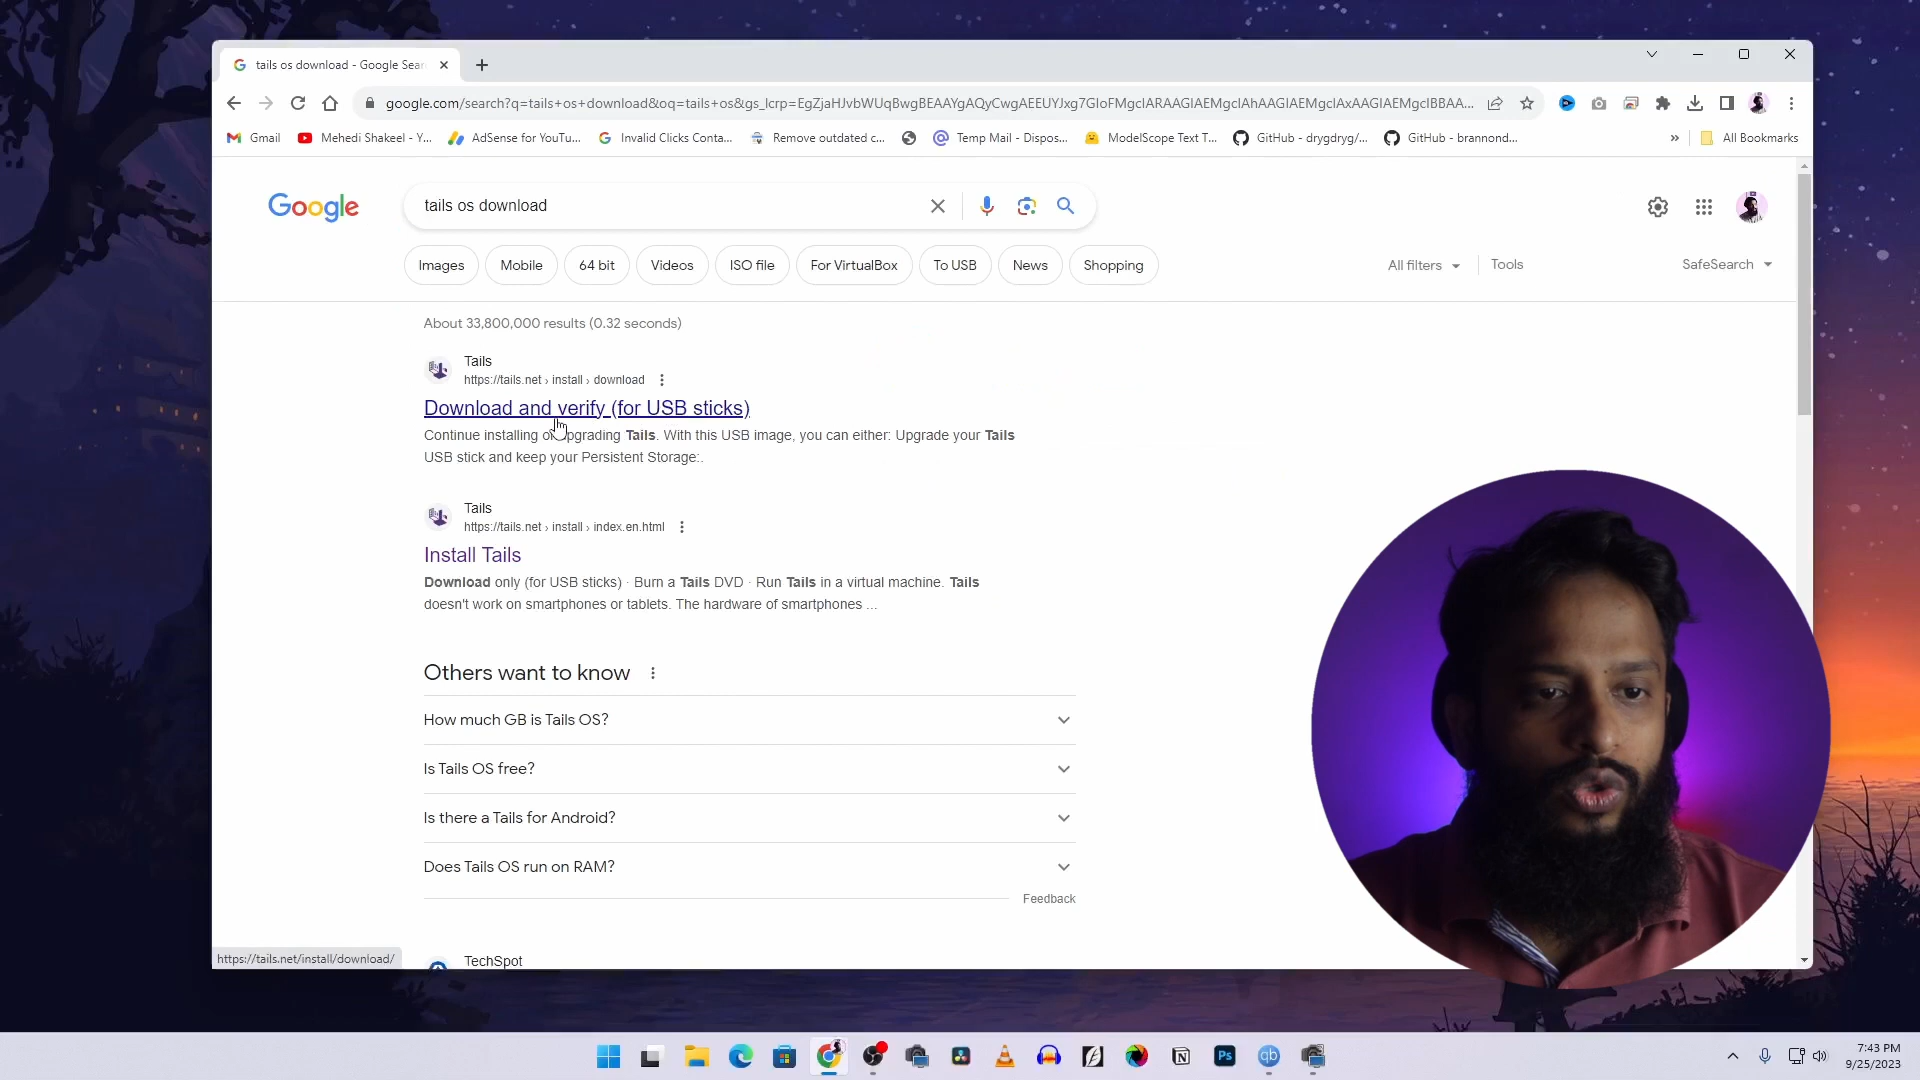 tails os download - Google Sear
google.com/search?q=tails+os+download&oq=tails+os&gs_lcrp=EgZjaHJvbWUqBwgBEAAYgAQyCwgAEEUYJxg7GIoFMgcIARAAGIAEMgcIAhAAGIAEMgcIAxAAGIAEMgcIBBAA...
Gmail
Mehedi Shakeel - Y...
AdSense for YouTu...
Invalid Clicks Conta...
Remove outdated c...
Temp Mail - Dispos...
ModelScope Text T...
GitHub - drygdryg/...
GitHub - brannond...
»
All Bookmarks
Google
tails os download
Images
Mobile
64 bit
Videos
ISO file
For VirtualBox
To USB
News
Shopping
All filters
Tools
SafeSearch
About 33,800,000 results (0.32 seconds)
Tails
https://tails.net › install › download
Download and verify (for USB sticks)
Continue installing or upgrading Tails. With this USB image, you can either: Upgrade your Tails
USB stick and keep your Persistent Storage:.
Tails
https://tails.net › install › index.en.html
Install Tails
Download only (for USB sticks) · Burn a Tails DVD · Run Tails in a virtual machine. Tails
doesn't work on smartphones or tablets. The hardware of smartphones ...
Others want to know
How much GB is Tails OS?
Is Tails OS free?
Is there a Tails for Android?
Does Tails OS run on RAM?
Feedback
TechSpot
https://tails.net/install/download/
Ps
qb
7:43 PM
9/25/2023